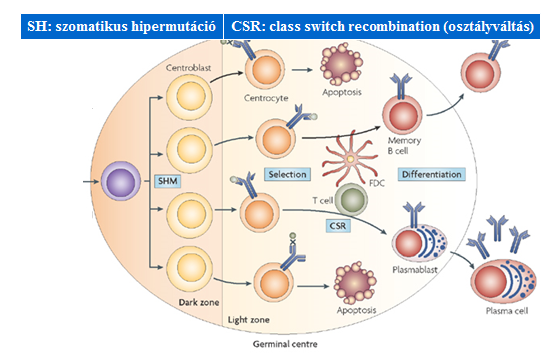 SH: szomatikus hipermutáció
CSR: class switch recombination (osztályváltás)
Centroblast
Centrocyte
Apoptosis
Memory
B cell
SHM
Selection
FDC
Differentiation
T cell
CSR
Plasmablast
Dark zone
Light zone
Apoptosis
Plasma cell
Germinal centre